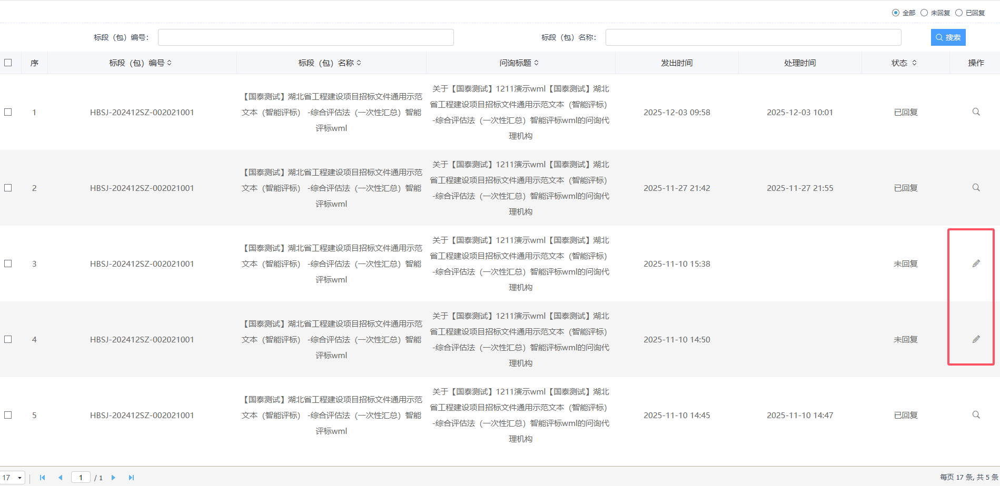 全部 未回复 已回复
标段（包）编号： 标段（包）名称： 搜索
序 标段（包）编号 标段（包）名称 问询标题 发出时间 处理时间 状态 操作
关于【国泰测试】1211演示wml【国泰测试】湖北
【国泰测试】湖北省工程建设项目招标文件通用示范
省工程建设项目招标文件通用示范文本（智能评标）
1 HBSJ-202412SZ-002021001 文本（智能评标） -综合评估法（一次性汇总）智能 2025-12-03 09:58 2025-12-03 10:01 已回复
-综合评估法（一次性汇总）智能评标wml的问询代
评标wml
理机构
关于【国泰测试】1211演示wml【国泰测试】湖北
【国泰测试】湖北省工程建设项目招标文件通用示范
省工程建设项目招标文件通用示范文本（智能评标）
2 HBSJ-202412SZ-002021001 文本（智能评标） -综合评估法（一次性汇总）智能 2025-11-27 21:42 2025-11-27 21:55 已回复
-综合评估法（一次性汇总）智能评标wml的问询代
评标wml
理机构
关于【国泰测试】1211演示wml【国泰测试】湖北
【国泰测试】湖北省工程建设项目招标文件通用示范
省工程建设项目招标文件通用示范文本（智能评标）
3 HBSJ-202412SZ-002021001 文本（智能评标） -综合评估法（一次性汇总）智能 2025-11-10 15:38 未回复
-综合评估法（一次性汇总）智能评标wml的问询代
评标wml
理机构
关于【国泰测试】1211演示wml【国泰测试】湖北
【国泰测试】湖北省工程建设项目招标文件通用示范
省工程建设项目招标文件通用示范文本（智能评标）
4 HBSJ-202412SZ-002021001 文本（智能评标） -综合评估法（一次性汇总）智能 2025-11-10 14:50 未回复
-综合评估法（一次性汇总）智能评标wml的问询代
评标wml
理机构
关于【国泰测试】1211演示wml【国泰测试】湖北
【国泰测试】湖北省工程建设项目招标文件通用示范
省工程建设项目招标文件通用示范文本（智能评标）
5 HBSJ-202412SZ-002021001 文本（智能评标） -综合评估法（一次性汇总）智能 2025-11-10 14:45 2025-11-10 14:47 已回复
-综合评估法（一次性汇总）智能评标wml的问询代
评标wml
理机构
17 1 / 1 每页 17 条, 共 5 条